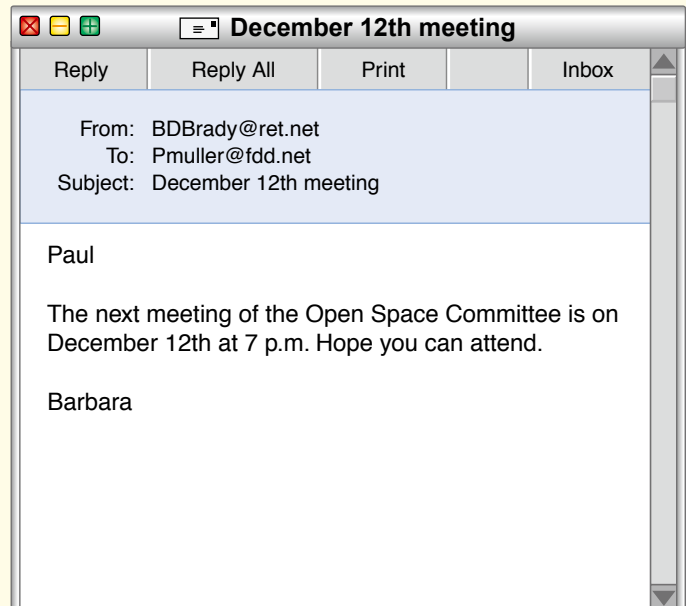 December 12th meeting
Reply Reply All Print Inbox
From: BDBrady@ret.net
To: Pmuller@fdd.net
Subject: December 12th meeting
Paul
The next meeting of the Open Space Committee is on
December 12th at 7 p.m. Hope you can attend.
Barbara